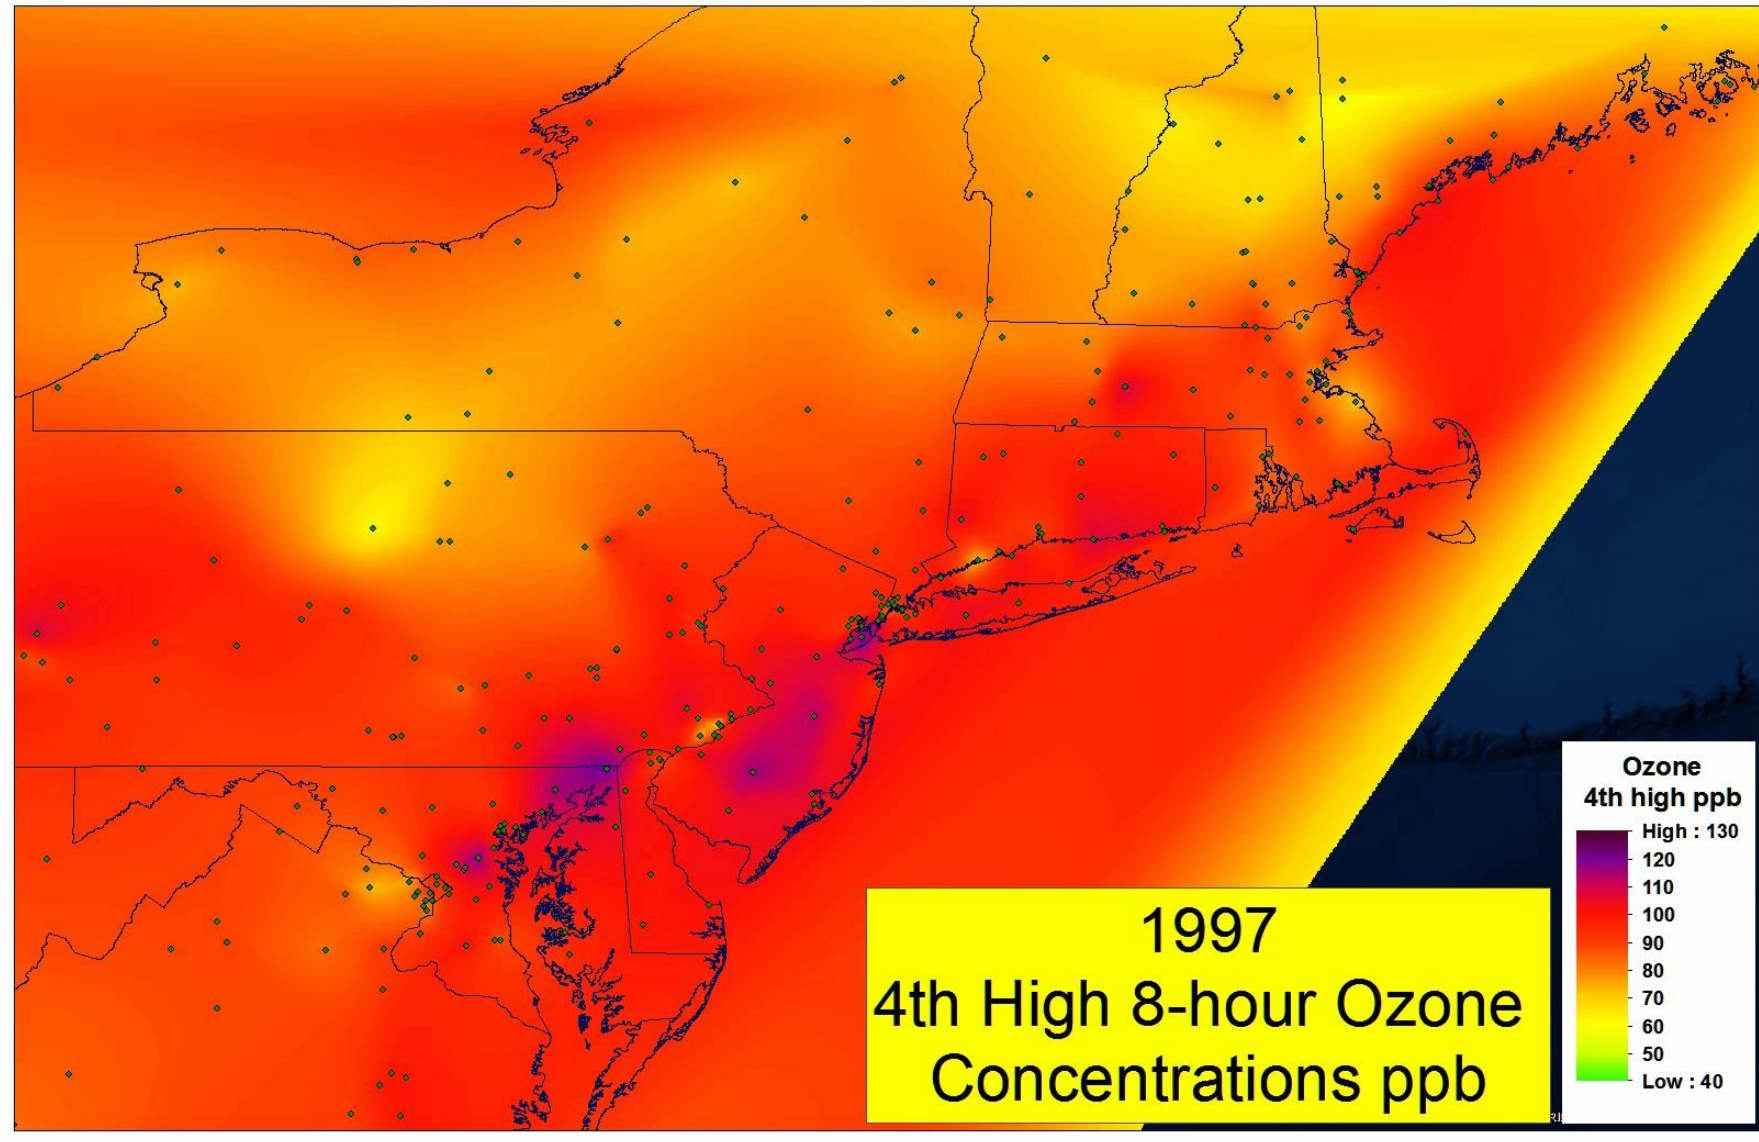 1997
4th High 8-hour Ozone
Concentrations ppb
Ozone
4th high ppb
High : 130
120
110
100
90
80
70
60
50
Low : 40